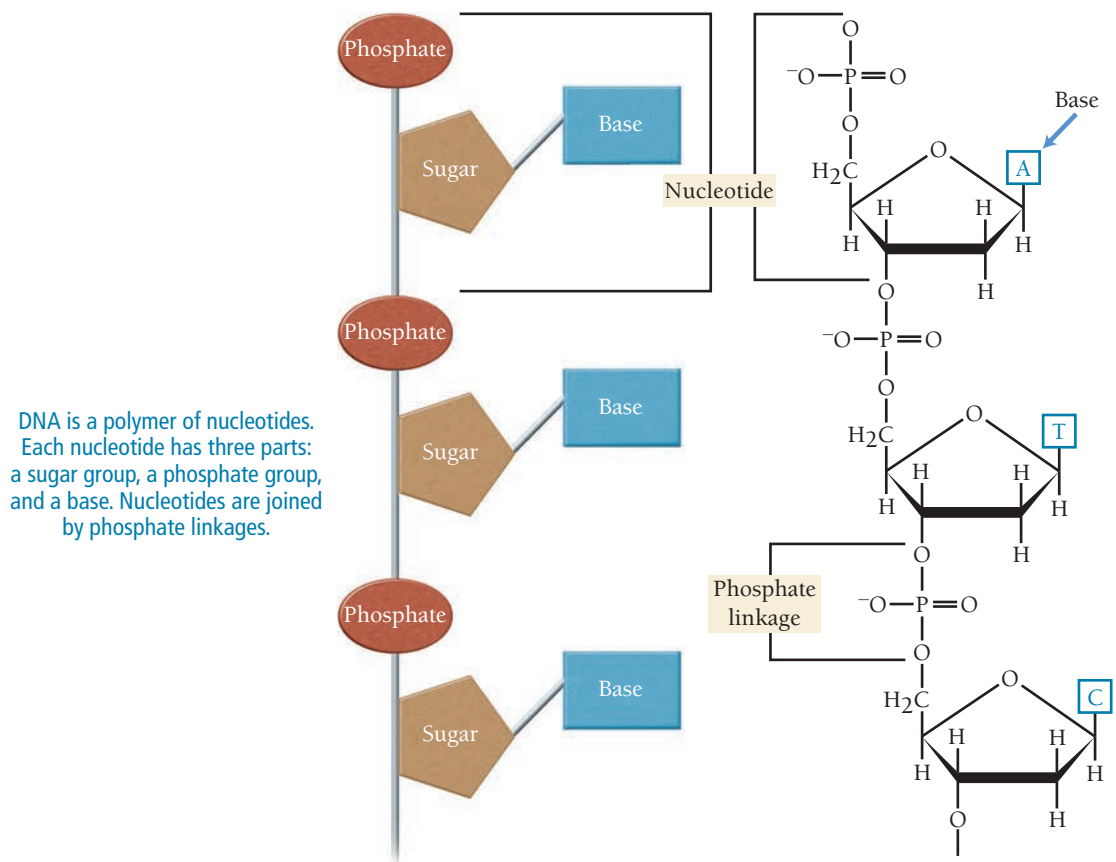 Phosphate
Sugar
Base
Phosphate
Sugar
Base
Phosphate
Sugar
Base
DNA is a polymer of nucleotides.
Each nucleotide has three parts:
a sugar group, a phosphate group,
and a base. Nucleotides are joined
by phosphate linkages.
Nucleotide
O
⁻O P O
O
Base
H2C O A
H H H
H H
H
O
⁻O P O
O
H2C O T
H H H
H H
H
Phosphate
linkage
O
⁻O P O
O
H2C O C
H H H
H H
H
O